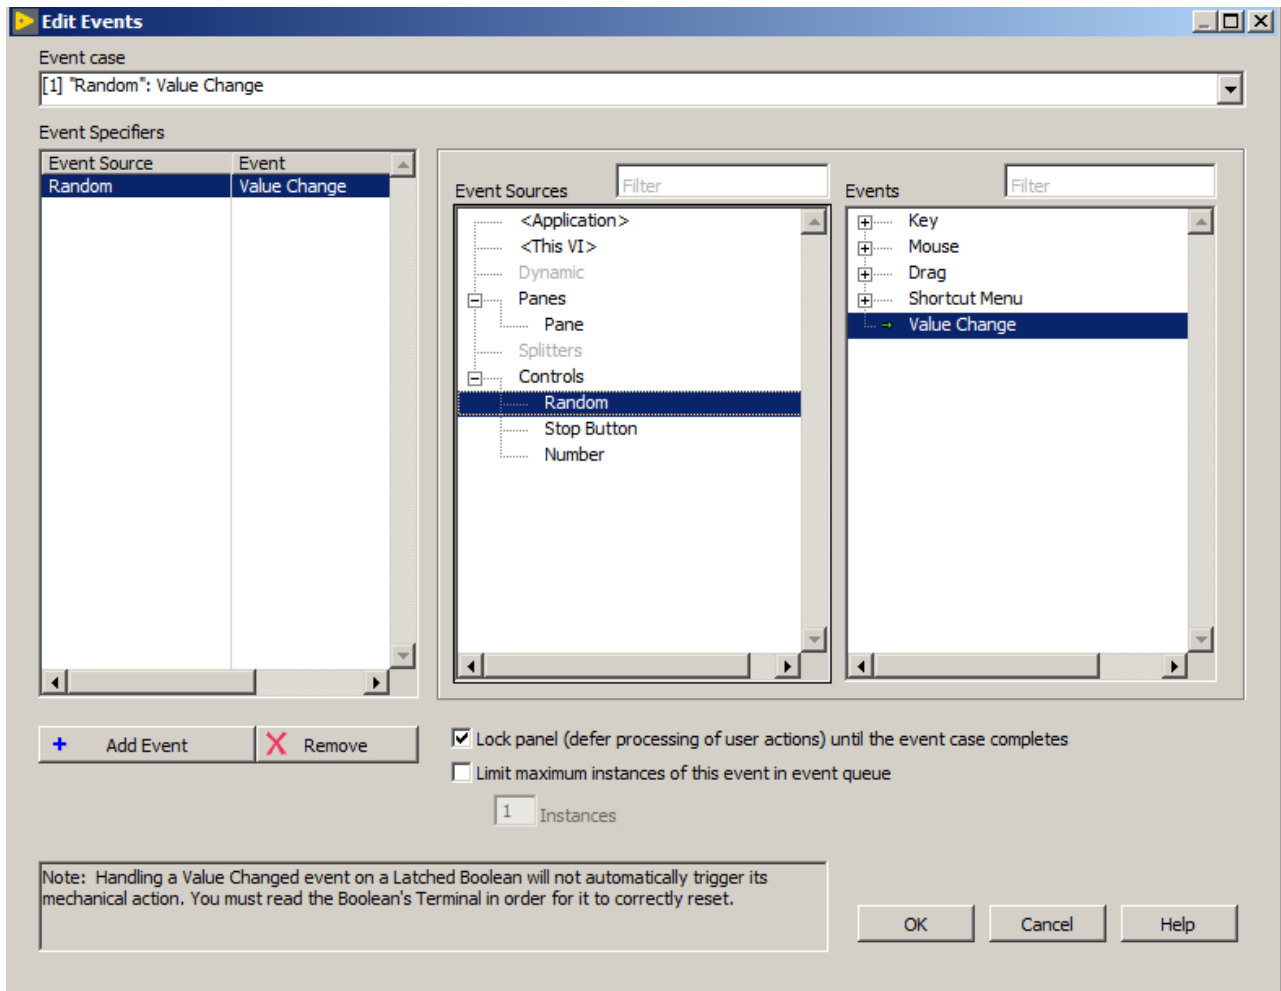 Edit Events
Event case
[1] "Random": Value Change
Event Specifiers
Event Source Event
Random Value Change
Event Sources Filter
<Application>
<This VI>
Dynamic
Panes
Pane
Splitters
Controls
Random
Stop Button
Number
Events Filter
Key
Mouse
Drag
Shortcut Menu
Value Change
Add Event Remove
Lock panel (defer processing of user actions) until the event case completes
Limit maximum instances of this event in event queue
1 Instances
Note: Handling a Value Changed event on a Latched Boolean will not automatically trigger its
mechanical action. You must read the Boolean's Terminal in order for it to correctly reset.
OK Cancel Help